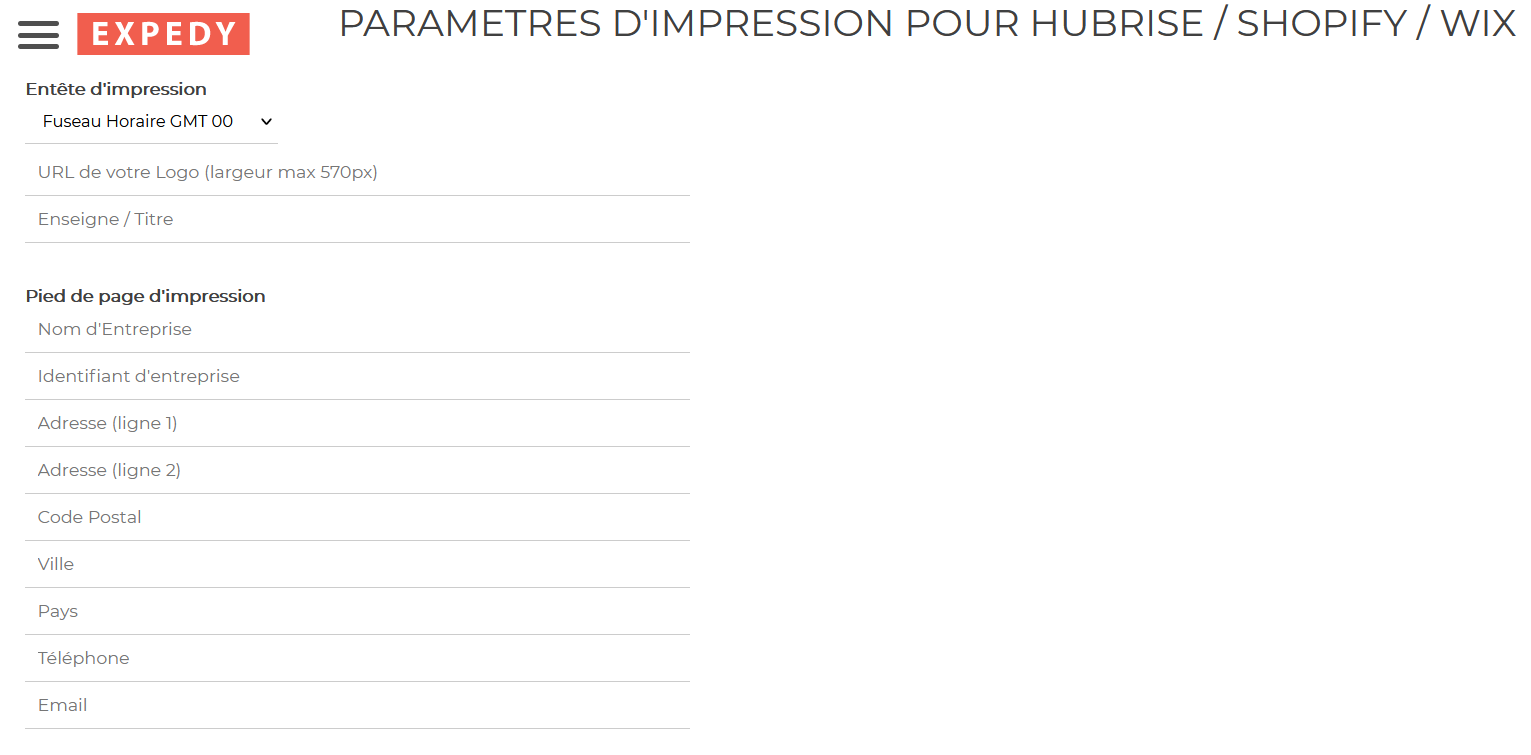 EXPEDY
PARAMETRES D'IMPRESSION POUR HUBRISE / SHOPIFY / WIX
Entête d'impression
Fuseau Horaire GMT 00
URL de votre Logo (largeur max 570px)
Enseigne / Titre
Pied de page d'impression
Nom d'Entreprise
Identifiant d'entreprise
Adresse (ligne 1)
Adresse (ligne 2)
Code Postal
Ville
Pays
Téléphone
Email